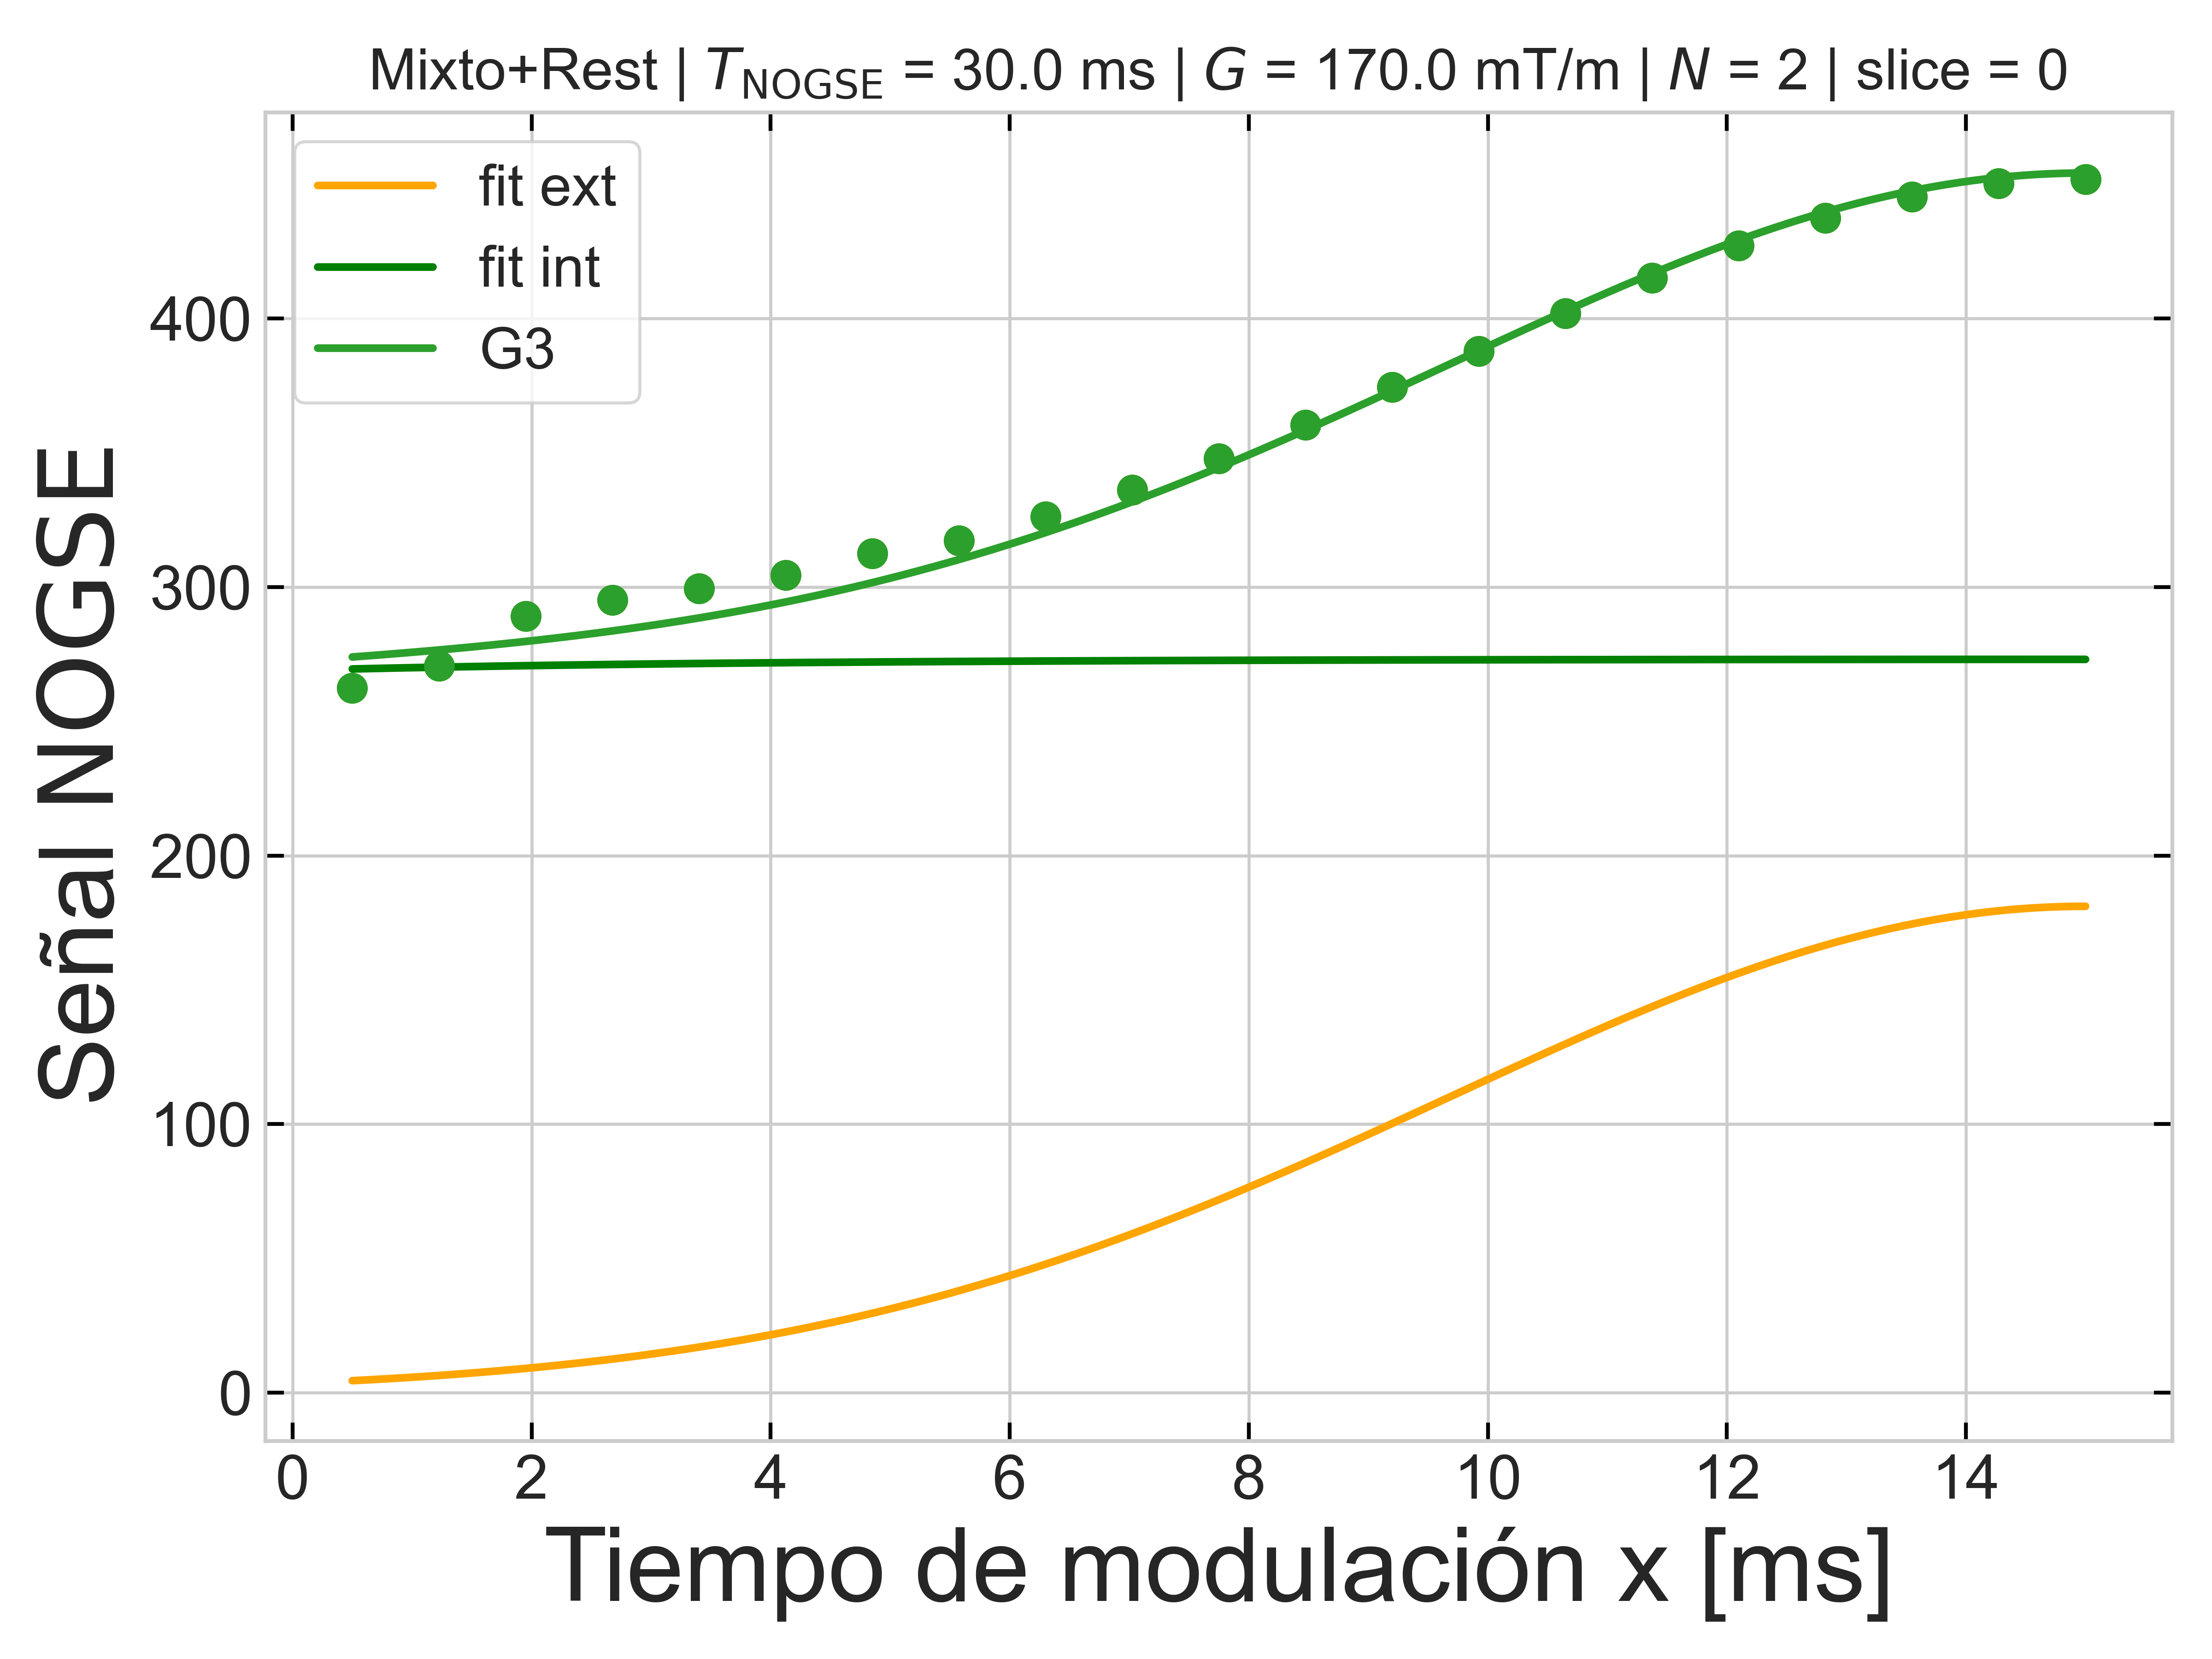 Mixto+Rest | T_NOGSE = 30.0 ms | G = 170.0 mT/m | N = 2 | slice = 0
fit ext
fit int
G3
Señal NOGSE
400
300
200
100
0
0 2 4 6 8 10 12 14
Tiempo de modulación x [ms]